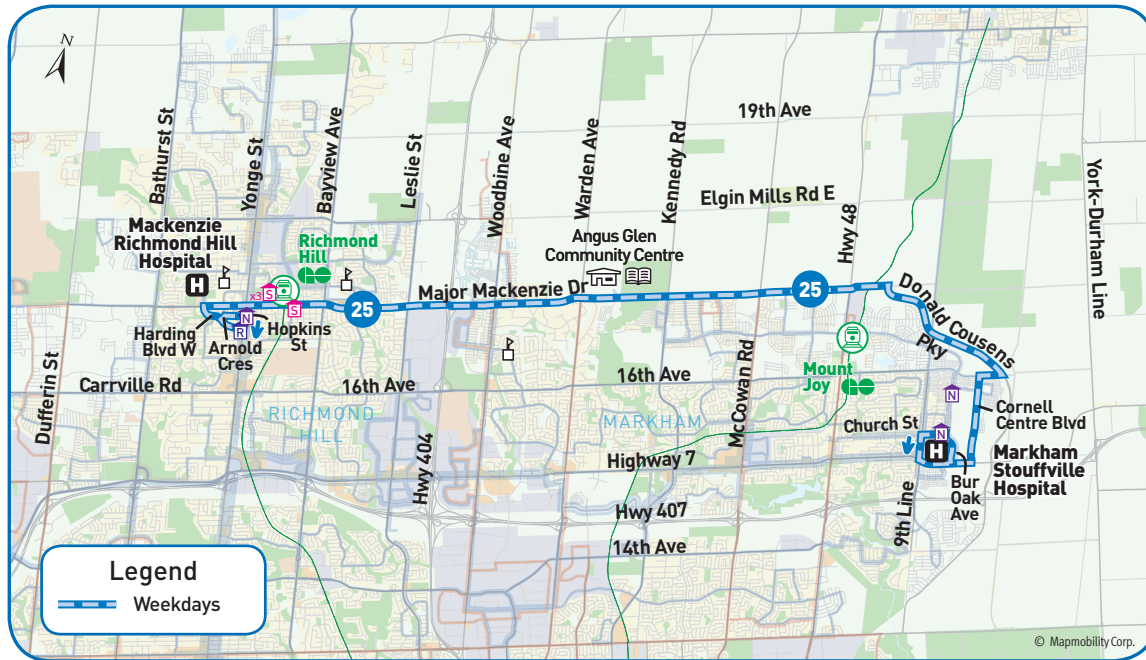 N
19th Ave
Bathurst St
Yonge St
Bayview Ave
Leslie St
Woodbine Ave
Warden Ave
Kennedy Rd
Elgin Mills Rd E
Hwy 48
York-Durham Line
Mackenzie
Richmond Hill
Hospital
H
Richmond
Hill
Angus Glen
Community Centre
x3
S
S
25
Major Mackenzie Dr
25
Donald Cousens
Pky
Harding
Blvd W
Arnold
Cres
N
R
Hopkins
St
Dufferin St
Carrville Rd
16th Ave
16th Ave
Mount
Joy
McCowan Rd
N
Cornell
Centre Blvd
RICHMOND
HILL
MARKHAM
Church St
N
H
Markham
Stouffville
Hospital
Hwy 404
Highway 7
Bur
Oak
Ave
9th Line
Hwy 407
14th Ave
Legend
Weekdays
© Mapmobility Corp.